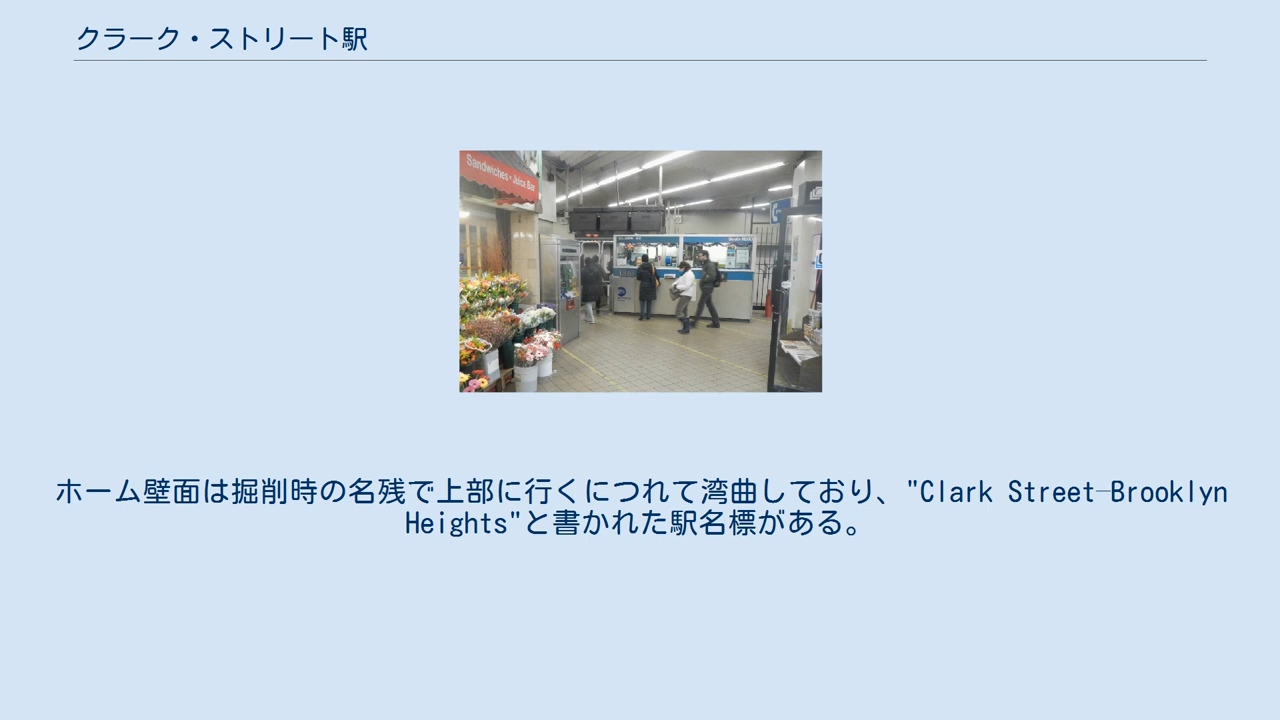 クラーク・ストリート駅
Sandwiches • Juice Bar
ホーム壁面は掘削時の名残で上部に行くにつれて湾曲しており、"Clark Street–Brooklyn
Heights"と書かれた駅名標がある。